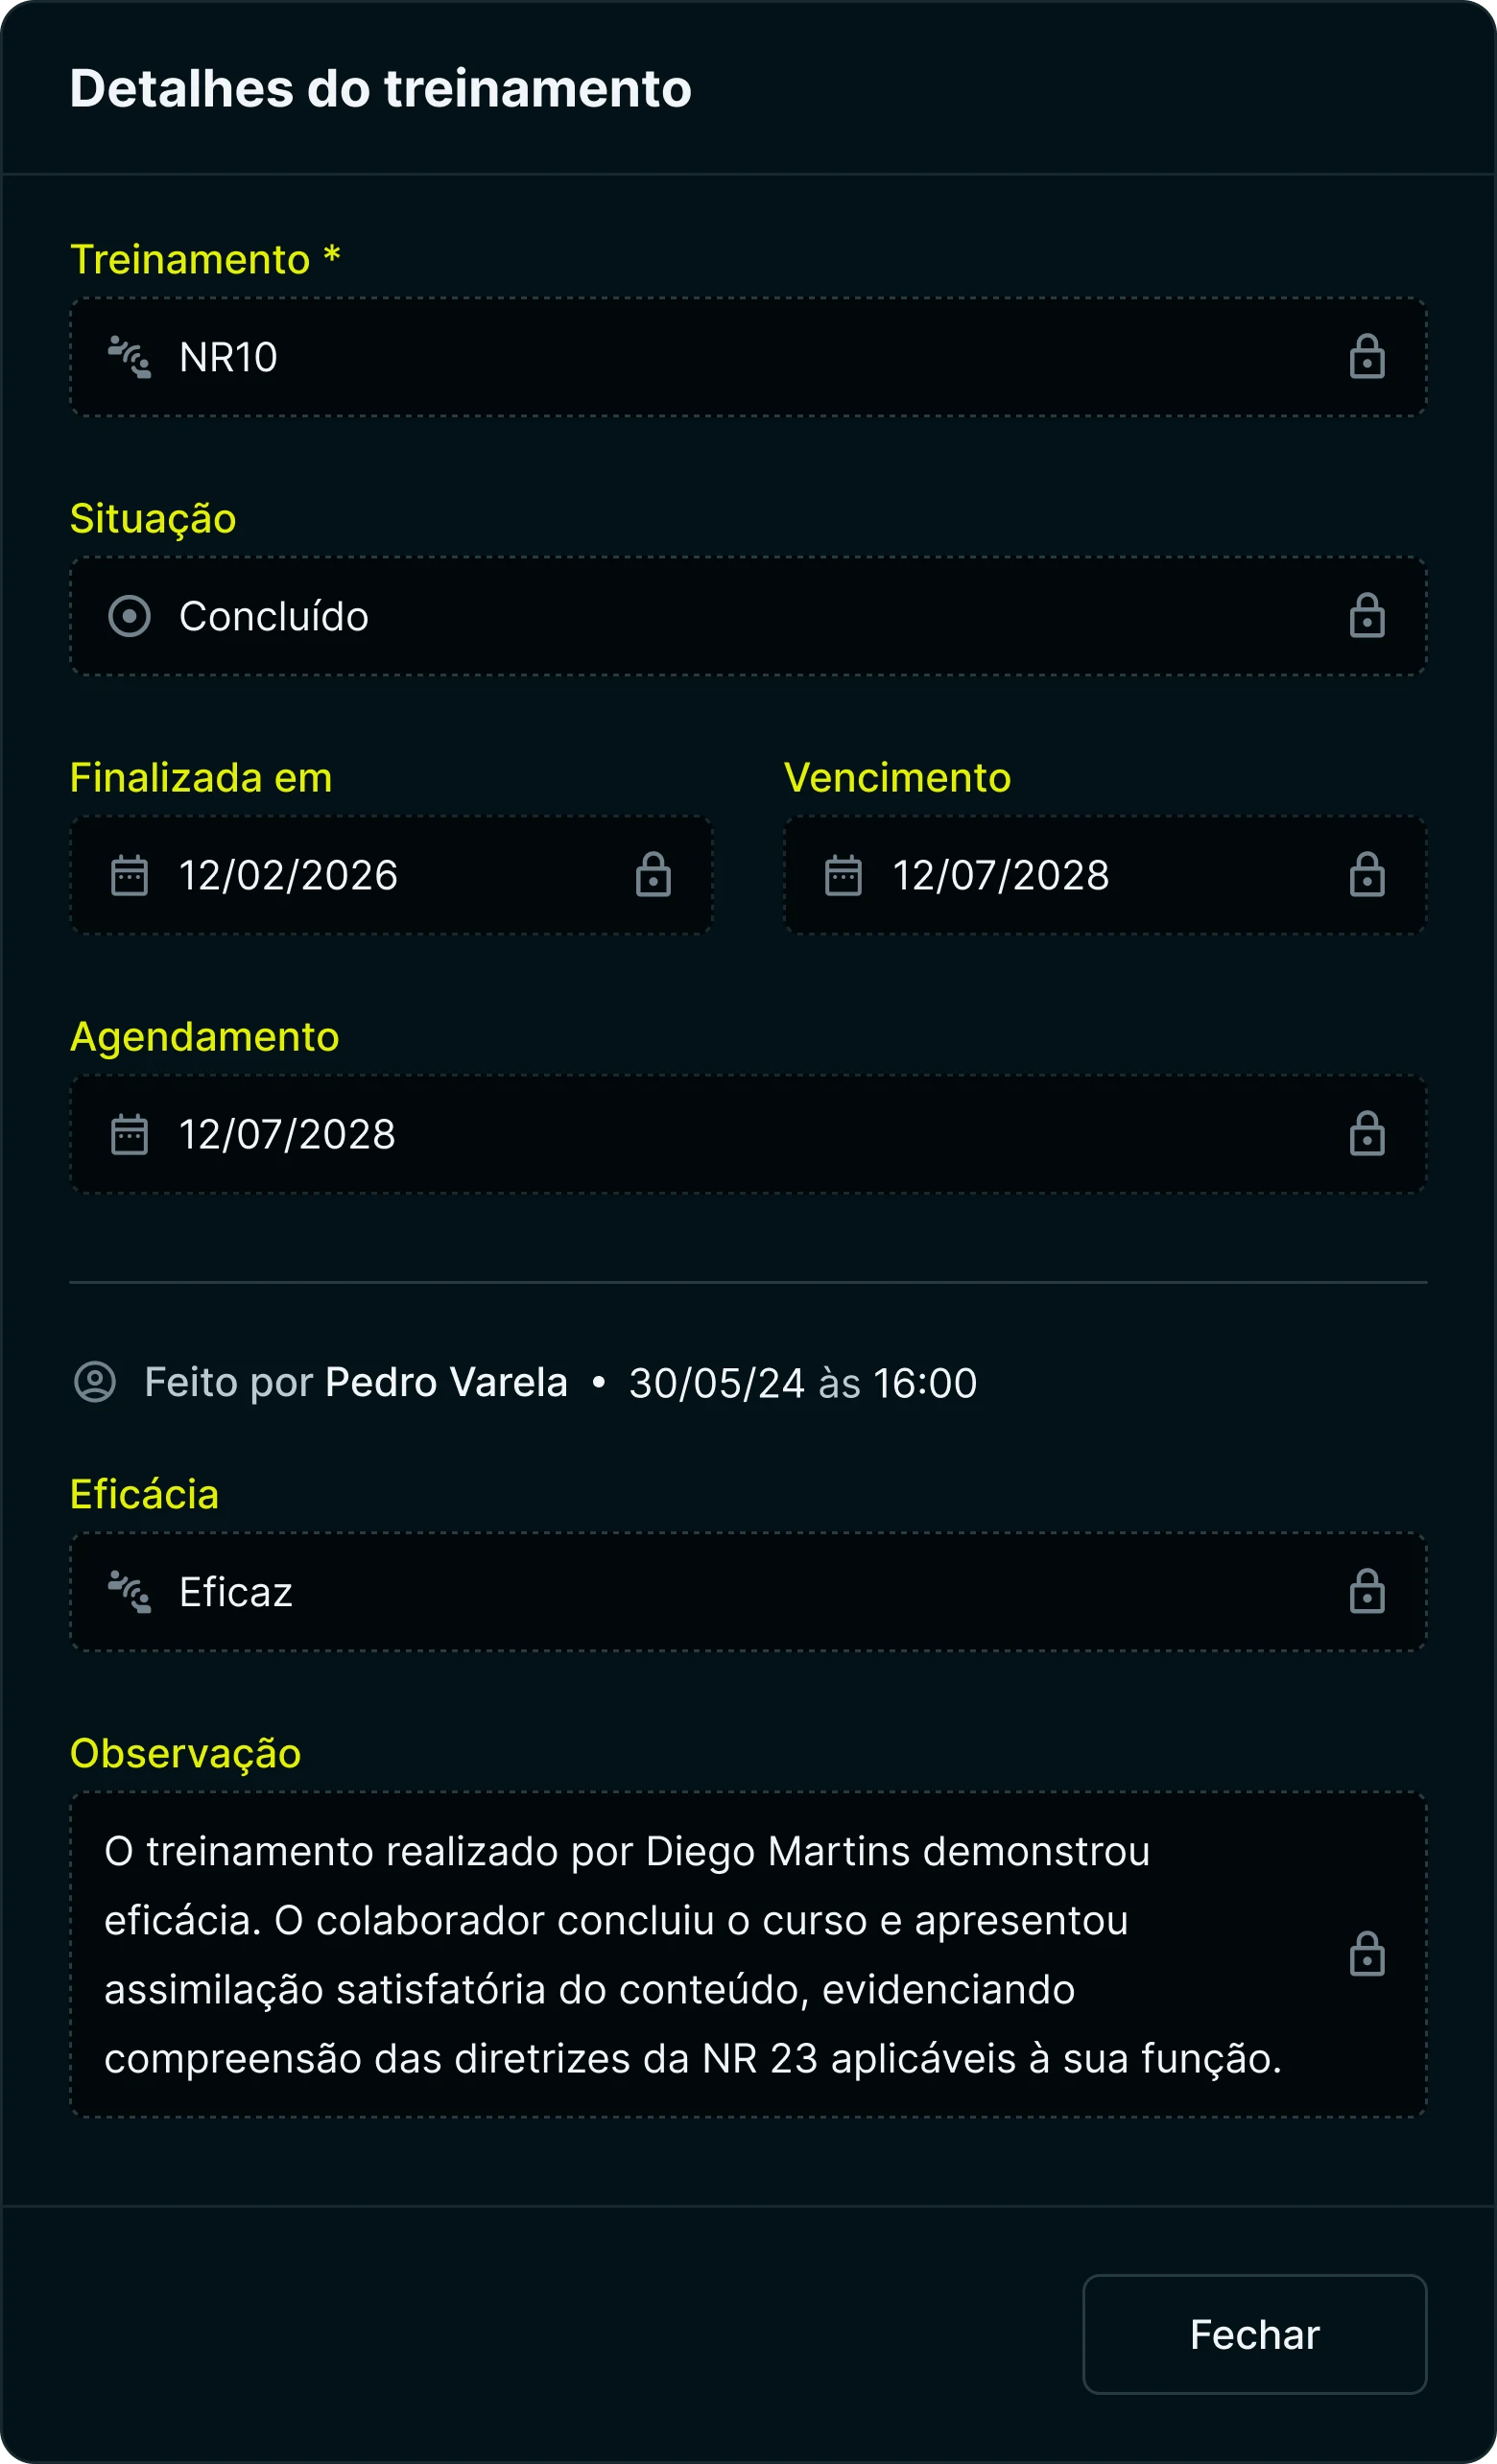 Detalhes do treinamento
Treinamento *
NR10
Situação
Concluído
Finalizada em
Vencimento
12/02/2026
12/07/2028
Agendamento
12/07/2028
Feito por Pedro Varela • 30/05/24 às 16:00
Eficácia
Eficaz
Observação
O treinamento realizado por Diego Martins demonstrou
eficácia. O colaborador concluiu o curso e apresentou
assimilação satisfatória do conteúdo, evidenciando
compreensão das diretrizes da NR 23 aplicáveis à sua função.
Fechar